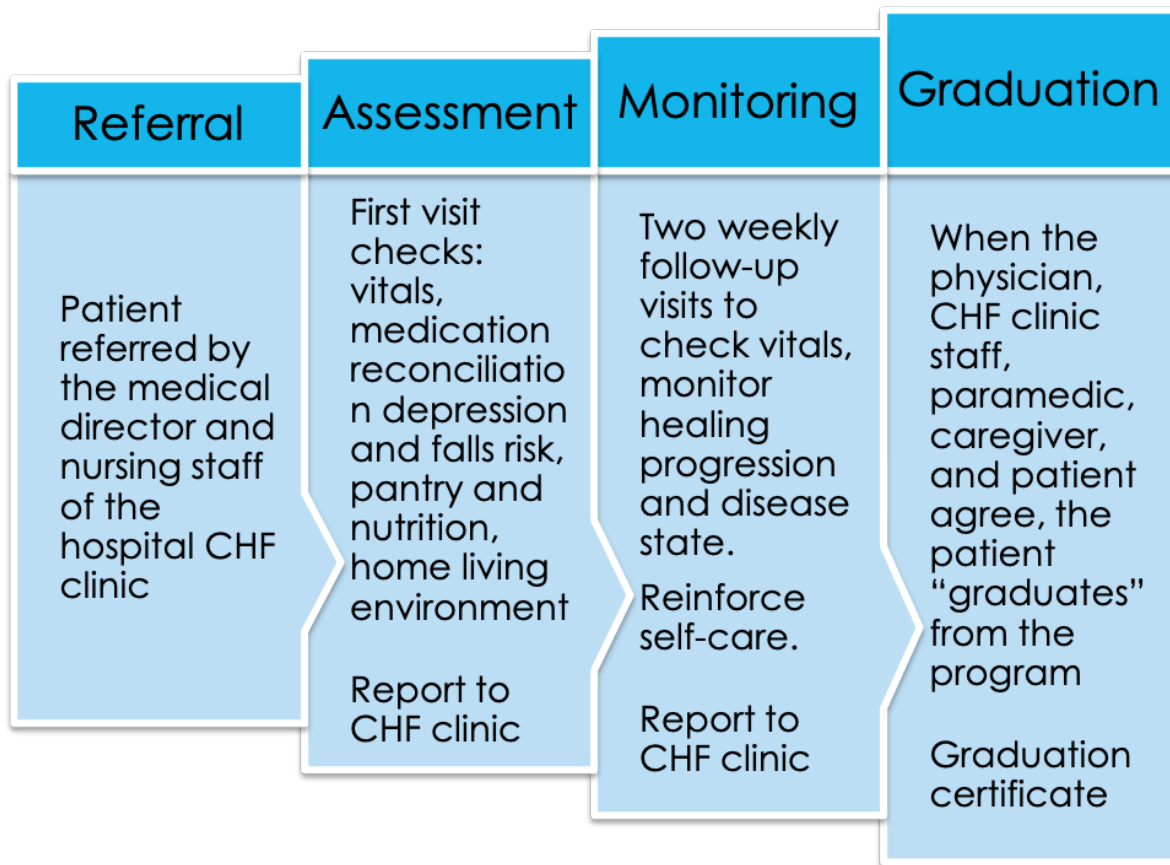 Referral
Patient
referred by
the medical
director and
nursing staff
of the
hospital CHF
clinic
Assessment
First visit
checks:
vitals,
medication
reconciliatio
n depression
and falls risk,
pantry and
nutrition,
home living
environment
Report to
CHF clinic
Monitoring
Two weekly
follow-up
visits to
check vitals,
monitor
healing
progression
and disease
state.
Reinforce
self-care.
Report to
CHF clinic
Graduation
When the
physician,
CHF clinic
staff,
paramedic,
caregiver,
and patient
agree, the
patient
“graduates”
from the
program
Graduation
certificate